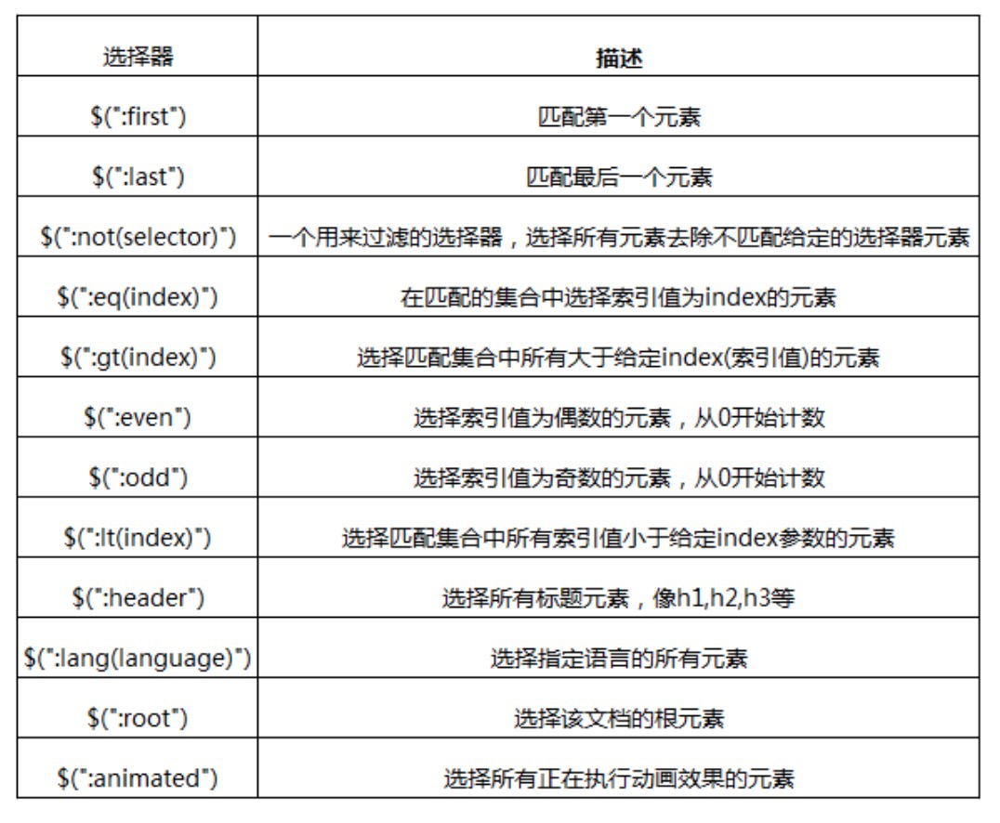 选择器 描述
$(":first") 匹配第一个元素
$(":last") 匹配最后一个元素
$(":not(selector)") 一个用来过滤的选择器，选择所有元素去除不匹配给定的选择器元素
$(":eq(index)") 在匹配的集合中选择索引值为index的元素
$(":gt(index)") 选择匹配集合中所有大于给定index(索引值)的元素
$(":even") 选择索引值为偶数的元素，从0开始计数
$(":odd") 选择索引值为奇数的元素，从0开始计数
$(":lt(index)") 选择匹配集合中所有索引值小于给定index参数的元素
$(":header") 选择所有标题元素，像h1,h2,h3等
$(":lang(language)") 选择指定语言的所有元素
$(":root") 选择该文档的根元素
$(":animated") 选择所有正在执行动画效果的元素